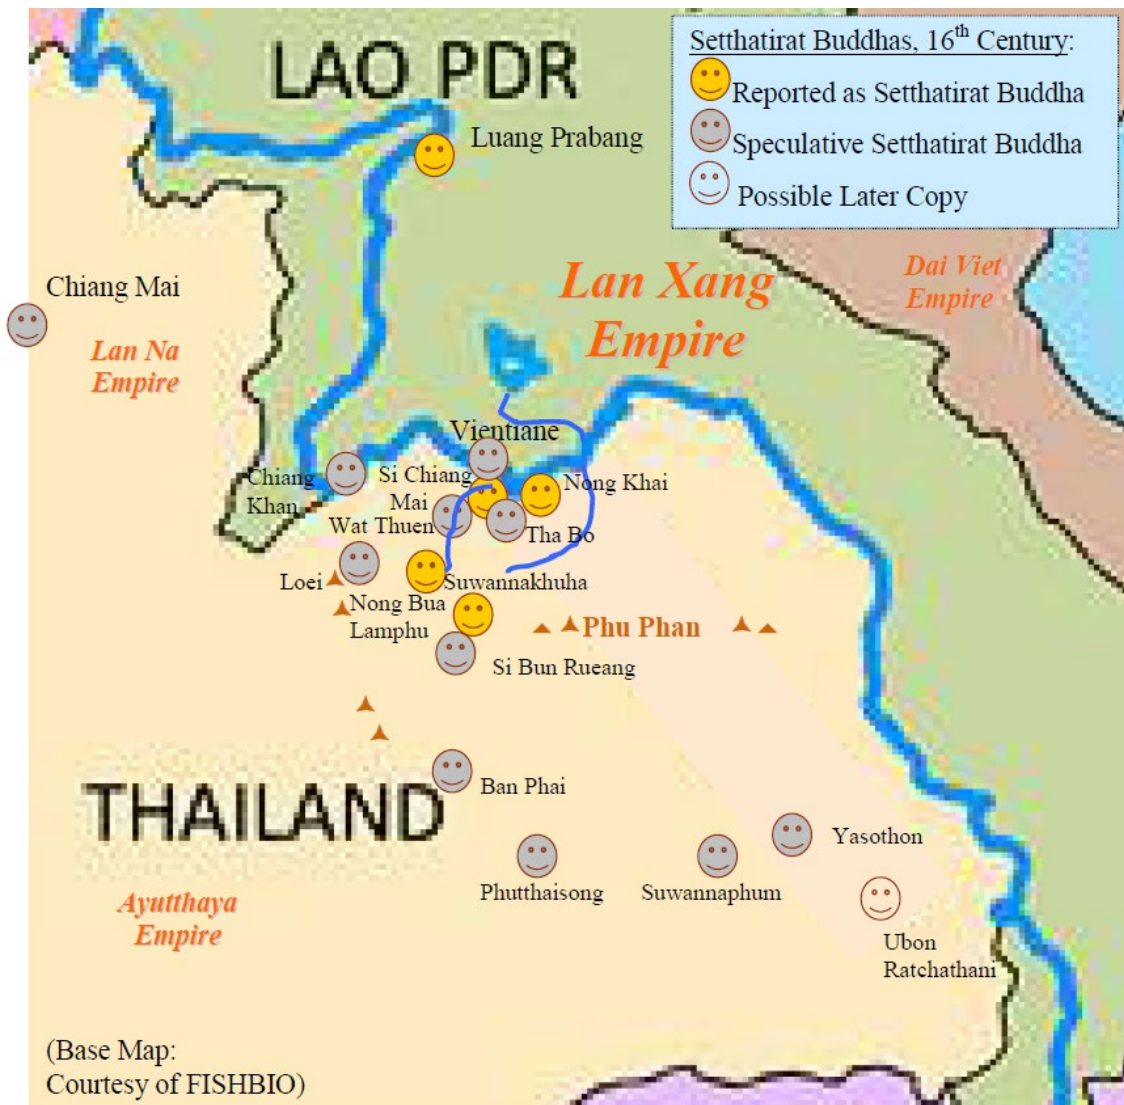 Setthatirat Buddhas, 16th Century:
Reported as Setthatirat Buddha
Speculative Setthatirat Buddha
Possible Later Copy
LAO PDR
Luang Prabang
Chiang Mai
Lan Na
Empire
Lan Xang
Empire
Dai Viet
Empire
Vientiane
Chiang
Khan
Si Chiang
Mai
Nong Khai
Wat Thuen
Tha Bo
Loei
Suwannakhuha
Nong Bua
Lamphu
Phu Phan
Si Bun Rueang
Ban Phai
THAILAND
Yasothon
Phutthaisong
Suwannaphum
Ayutthaya
Empire
Ubon
Ratchathani
(Base Map:
Courtesy of FISHBIO)